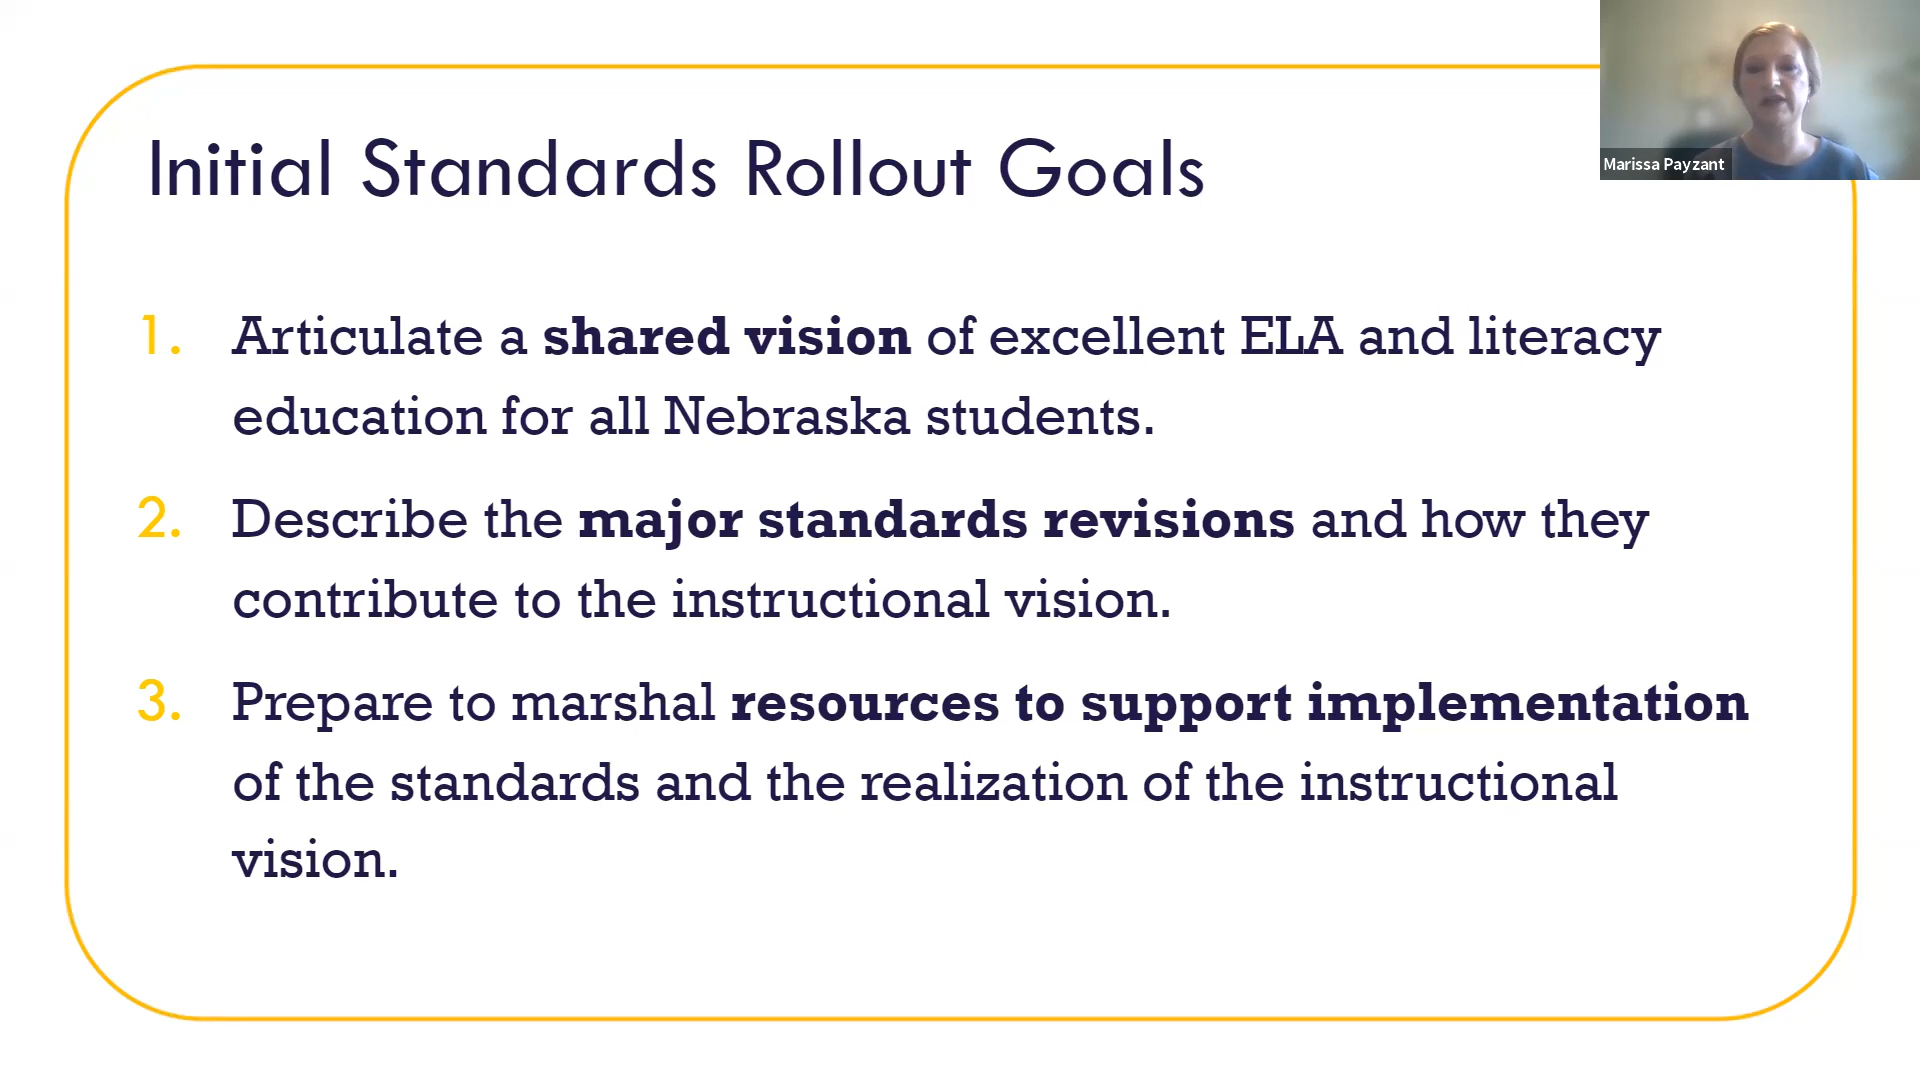 Initial Standards Rollout Goals
Marissa Payzant
1. Articulate a shared vision of excellent ELA and literacy
education for all Nebraska students.
2. Describe the major standards revisions and how they
contribute to the instructional vision.
3. Prepare to marshal resources to support implementation
of the standards and the realization of the instructional
vision.